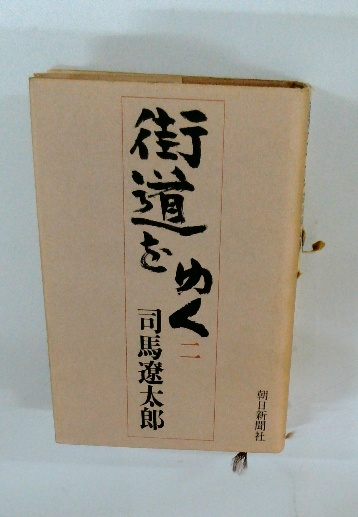 街道をゆく
二
司馬遼太郎
朝日新聞社